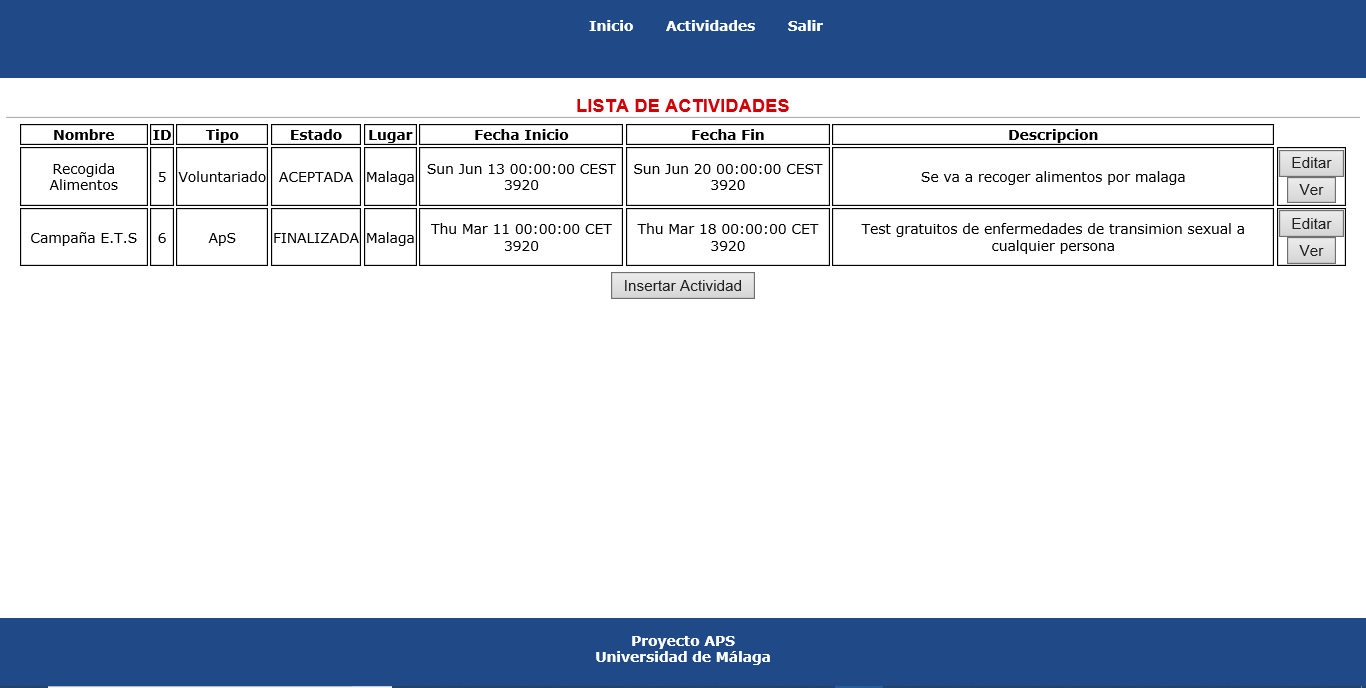 Inicio Actividades Salir
LISTA DE ACTIVIDADES
Nombre ID Tipo Estado Lugar Fecha Inicio Fecha Fin Descripcion
Recogida Alimentos 5 Voluntariado ACEPTADA Malaga Sun Jun 13 00:00:00 CEST 3920 Sun Jun 20 00:00:00 CEST 3920 Se va a recoger alimentos por malaga Editar Ver
Campaña E.T.S 6 ApS FINALIZADA Malaga Thu Mar 11 00:00:00 CET 3920 Thu Mar 18 00:00:00 CET 3920 Test gratuitos de enfermedades de transimion sexual a cualquier persona Editar Ver
Insertar Actividad
Proyecto APS
Universidad de Málaga